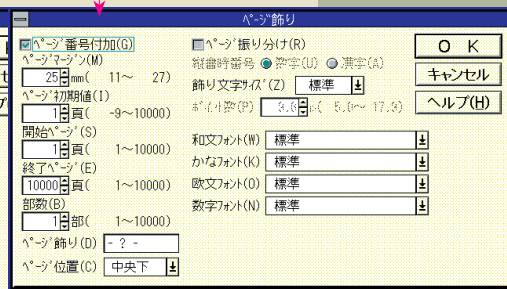 ﾍﾟｰｼﾞ飾り
ﾍﾟｰｼﾞ番号付加(G)
ﾍﾟｰｼﾞﾏｰｼﾞﾝ(M)
25 mm( 11～ 27)
ﾍﾟｰｼﾞ初期値(I)
1 頁( -9～10000)
開始ﾍﾟｰｼﾞ(S)
1 頁( 1～10000)
終了ﾍﾟｰｼﾞ(E)
10000 頁( 1～10000)
部数(B)
1 部( 1～10000)
ﾍﾟｰｼﾞ飾り(D) - ? -
ﾍﾟｰｼﾞ位置(C) 中央下
ﾍﾟｰｼﾞ振り分け(R)
縦書時番号 数字(U) 漢字(A)
飾り文字ｻｲｽﾞ(Z) 標準
ﾎﾟｲﾝﾄ数(P) 9.0 ( 5.0～ 17.9)
和文ﾌｫﾝﾄ(W) 標準
かなﾌｫﾝﾄ(K) 標準
欧文ﾌｫﾝﾄ(O) 標準
数字ﾌｫﾝﾄ(N) 標準
ＯＫ
キャンセル
ヘルプ(H)